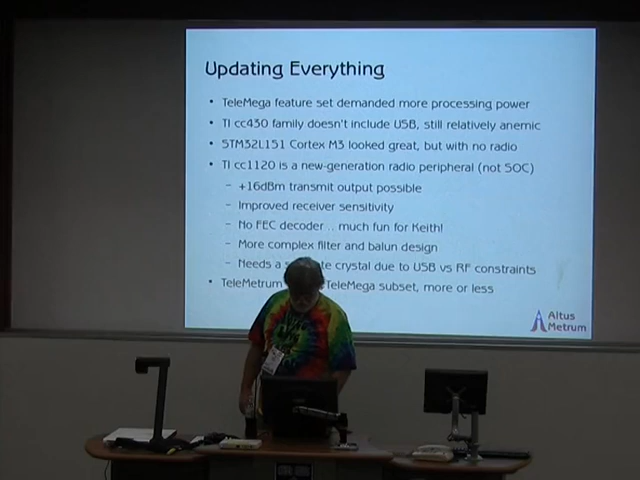 Updating Everything
• TeleMega feature set demanded more processing power
• TI cc430 family doesn't include USB, still relatively anemic
• STM32L151 Cortex M3 looked great, but with no radio
• TI cc1120 is a new-generation radio peripheral (not SOC)
– +16dBm transmit output possible
– Improved receiver sensitivity
– No FEC decoder .. much fun for Keith!
– More complex filter and balun design
– Needs a crystal due to USB vs RF constraints
• TeleMetrum TeleMega subset, more or less
Altus
Metrum